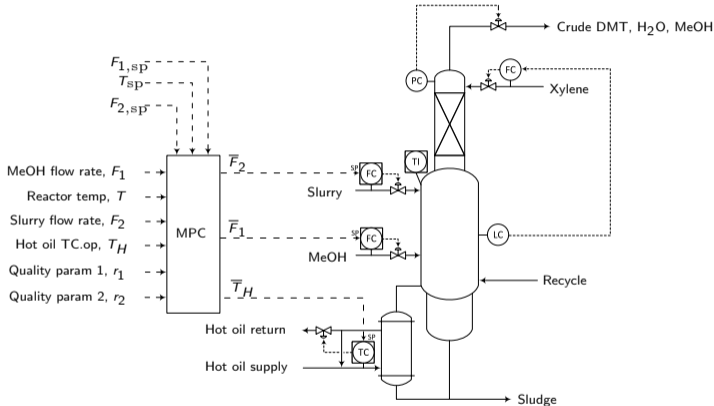 Crude DMT, H2O, MeOH
PC
FC
Xylene
F1,sp
Tsp
F2,sp
TI
MeOH flow rate, F1
Reactor temp, T
Slurry flow rate, F2
Hot oil TC.op, TH
Quality param 1, r1
Quality param 2, r2
MPC
F̅2
SP
FC
Slurry
F̅1
SP
FC
MeOH
LC
Recycle
T̅H
Hot oil return
SP
TC
Hot oil supply
Sludge